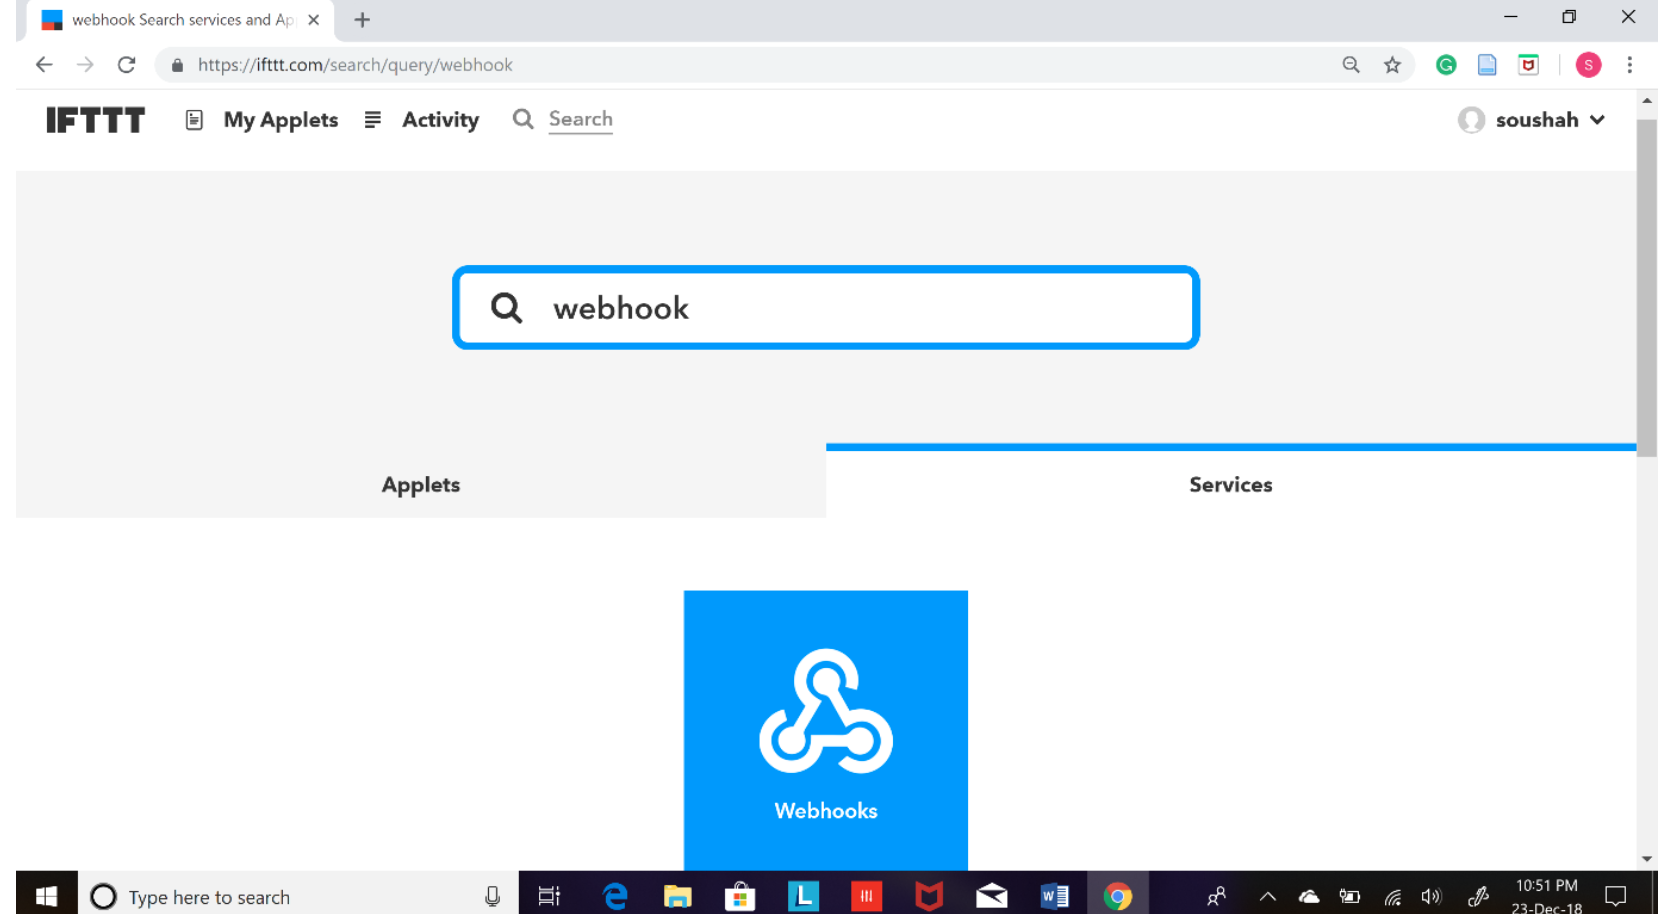 webhook Search services and Ap
https://ifttt.com/search/query/webhook
S
IFTTT My Applets Activity Search soushah
webhook
Applets Services
Webhooks
Type here to search
10:51 PM
23-Dec-18